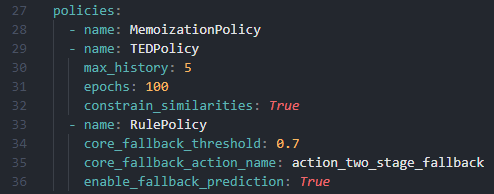 27 policies:
28   - name: MemoizationPolicy
29   - name: TEDPolicy
30     max_history: 5
31     epochs: 100
32     constrain_similarities: True
33   - name: RulePolicy
34     core_fallback_threshold: 0.7
35     core_fallback_action_name: action_two_stage_fallback
36     enable_fallback_prediction: True